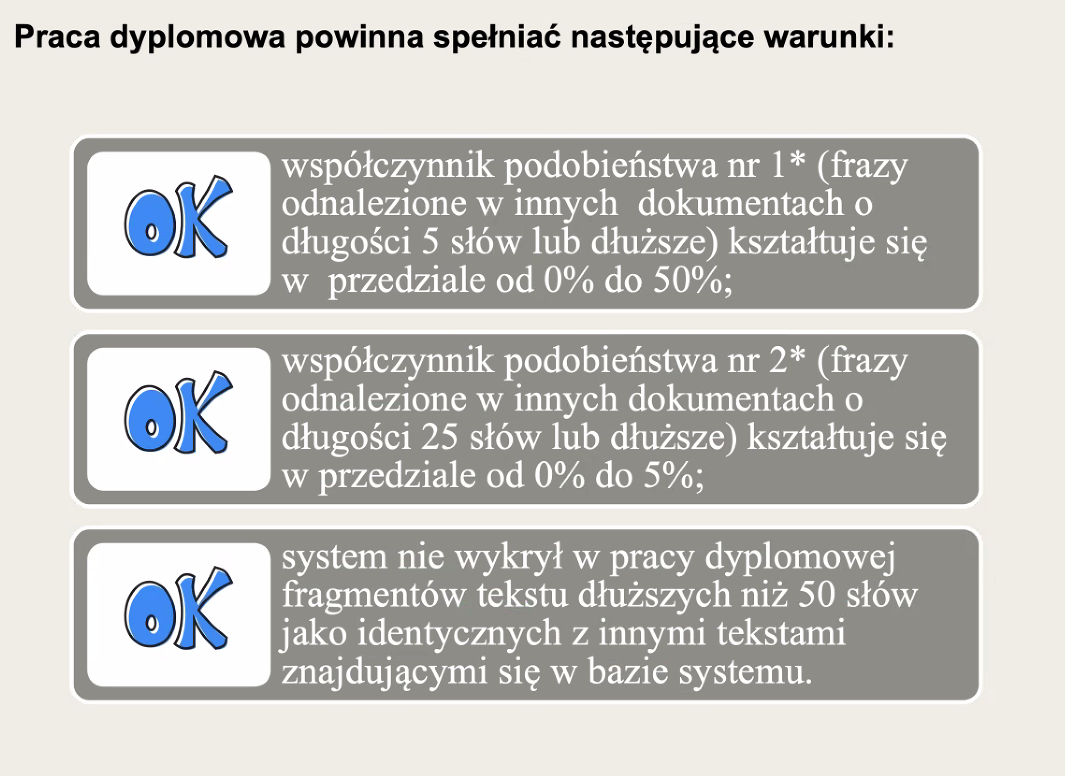 Praca dyplomowa powinna spełniać następujące warunki:
OK
współczynnik podobieństwa nr 1* (frazy
odnalezione w innych  dokumentach o
długości 5 słów lub dłuższe) kształtuje się
w  przedziale od 0% do 50%;
OK
współczynnik podobieństwa nr 2* (frazy
odnalezione w innych dokumentach o
długości 25 słów lub dłuższe) kształtuje się
w przedziale od 0% do 5%;
OK
system nie wykrył w pracy dyplomowej
fragmentów tekstu dłuższych niż 50 słów
jako identycznych z innymi tekstami
znajdującymi się w bazie systemu.